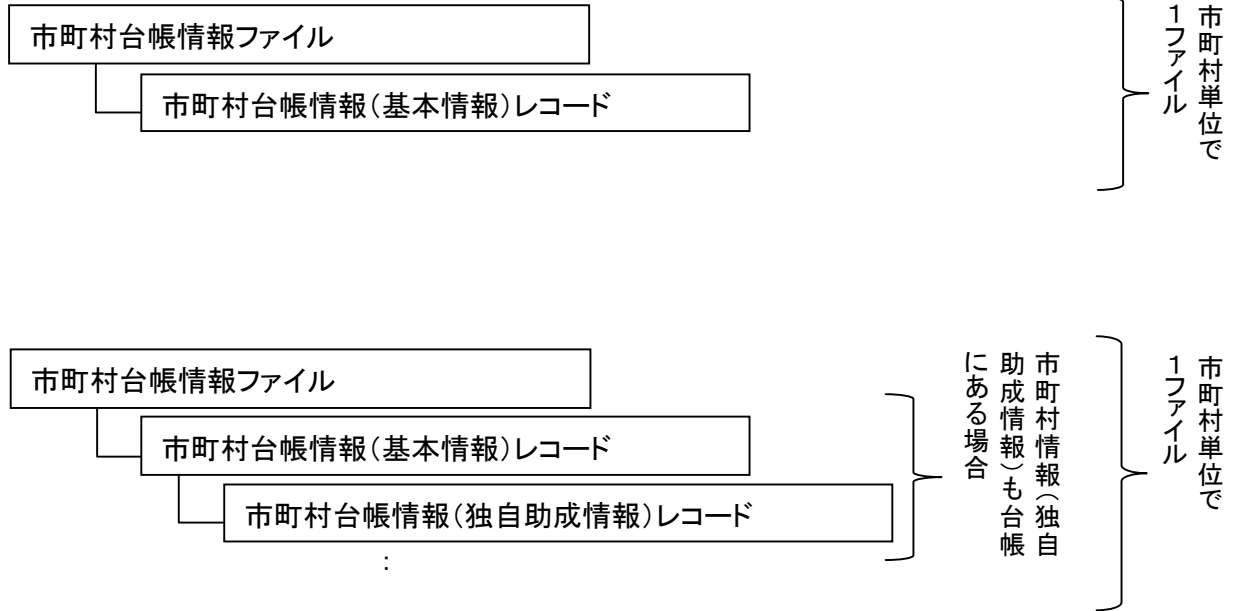 市町村台帳情報ファイル
市町村台帳情報（基本情報）レコード
市町村単位で
１ファイル
市町村台帳情報ファイル
市町村台帳情報（基本情報）レコード
市町村台帳情報（独自助成情報）レコード
：
市町村情報（独自
助成情報）も台帳
にある場合
市町村単位で
１ファイル